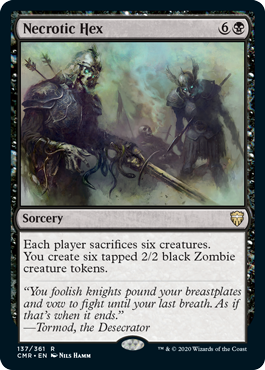 Necrotic Hex 6
Sorcery
Each player sacrifices six creatures.
You create six tapped 2/2 black Zombie
creature tokens.
“You foolish knights pound your breastplates
and vow to fight until your last breath. As if
that’s when it ends.”
—Tormod, the Desecrator
137/361 R
CMR • EN NILS HAMM
™ & © 2020 Wizards of the Coast